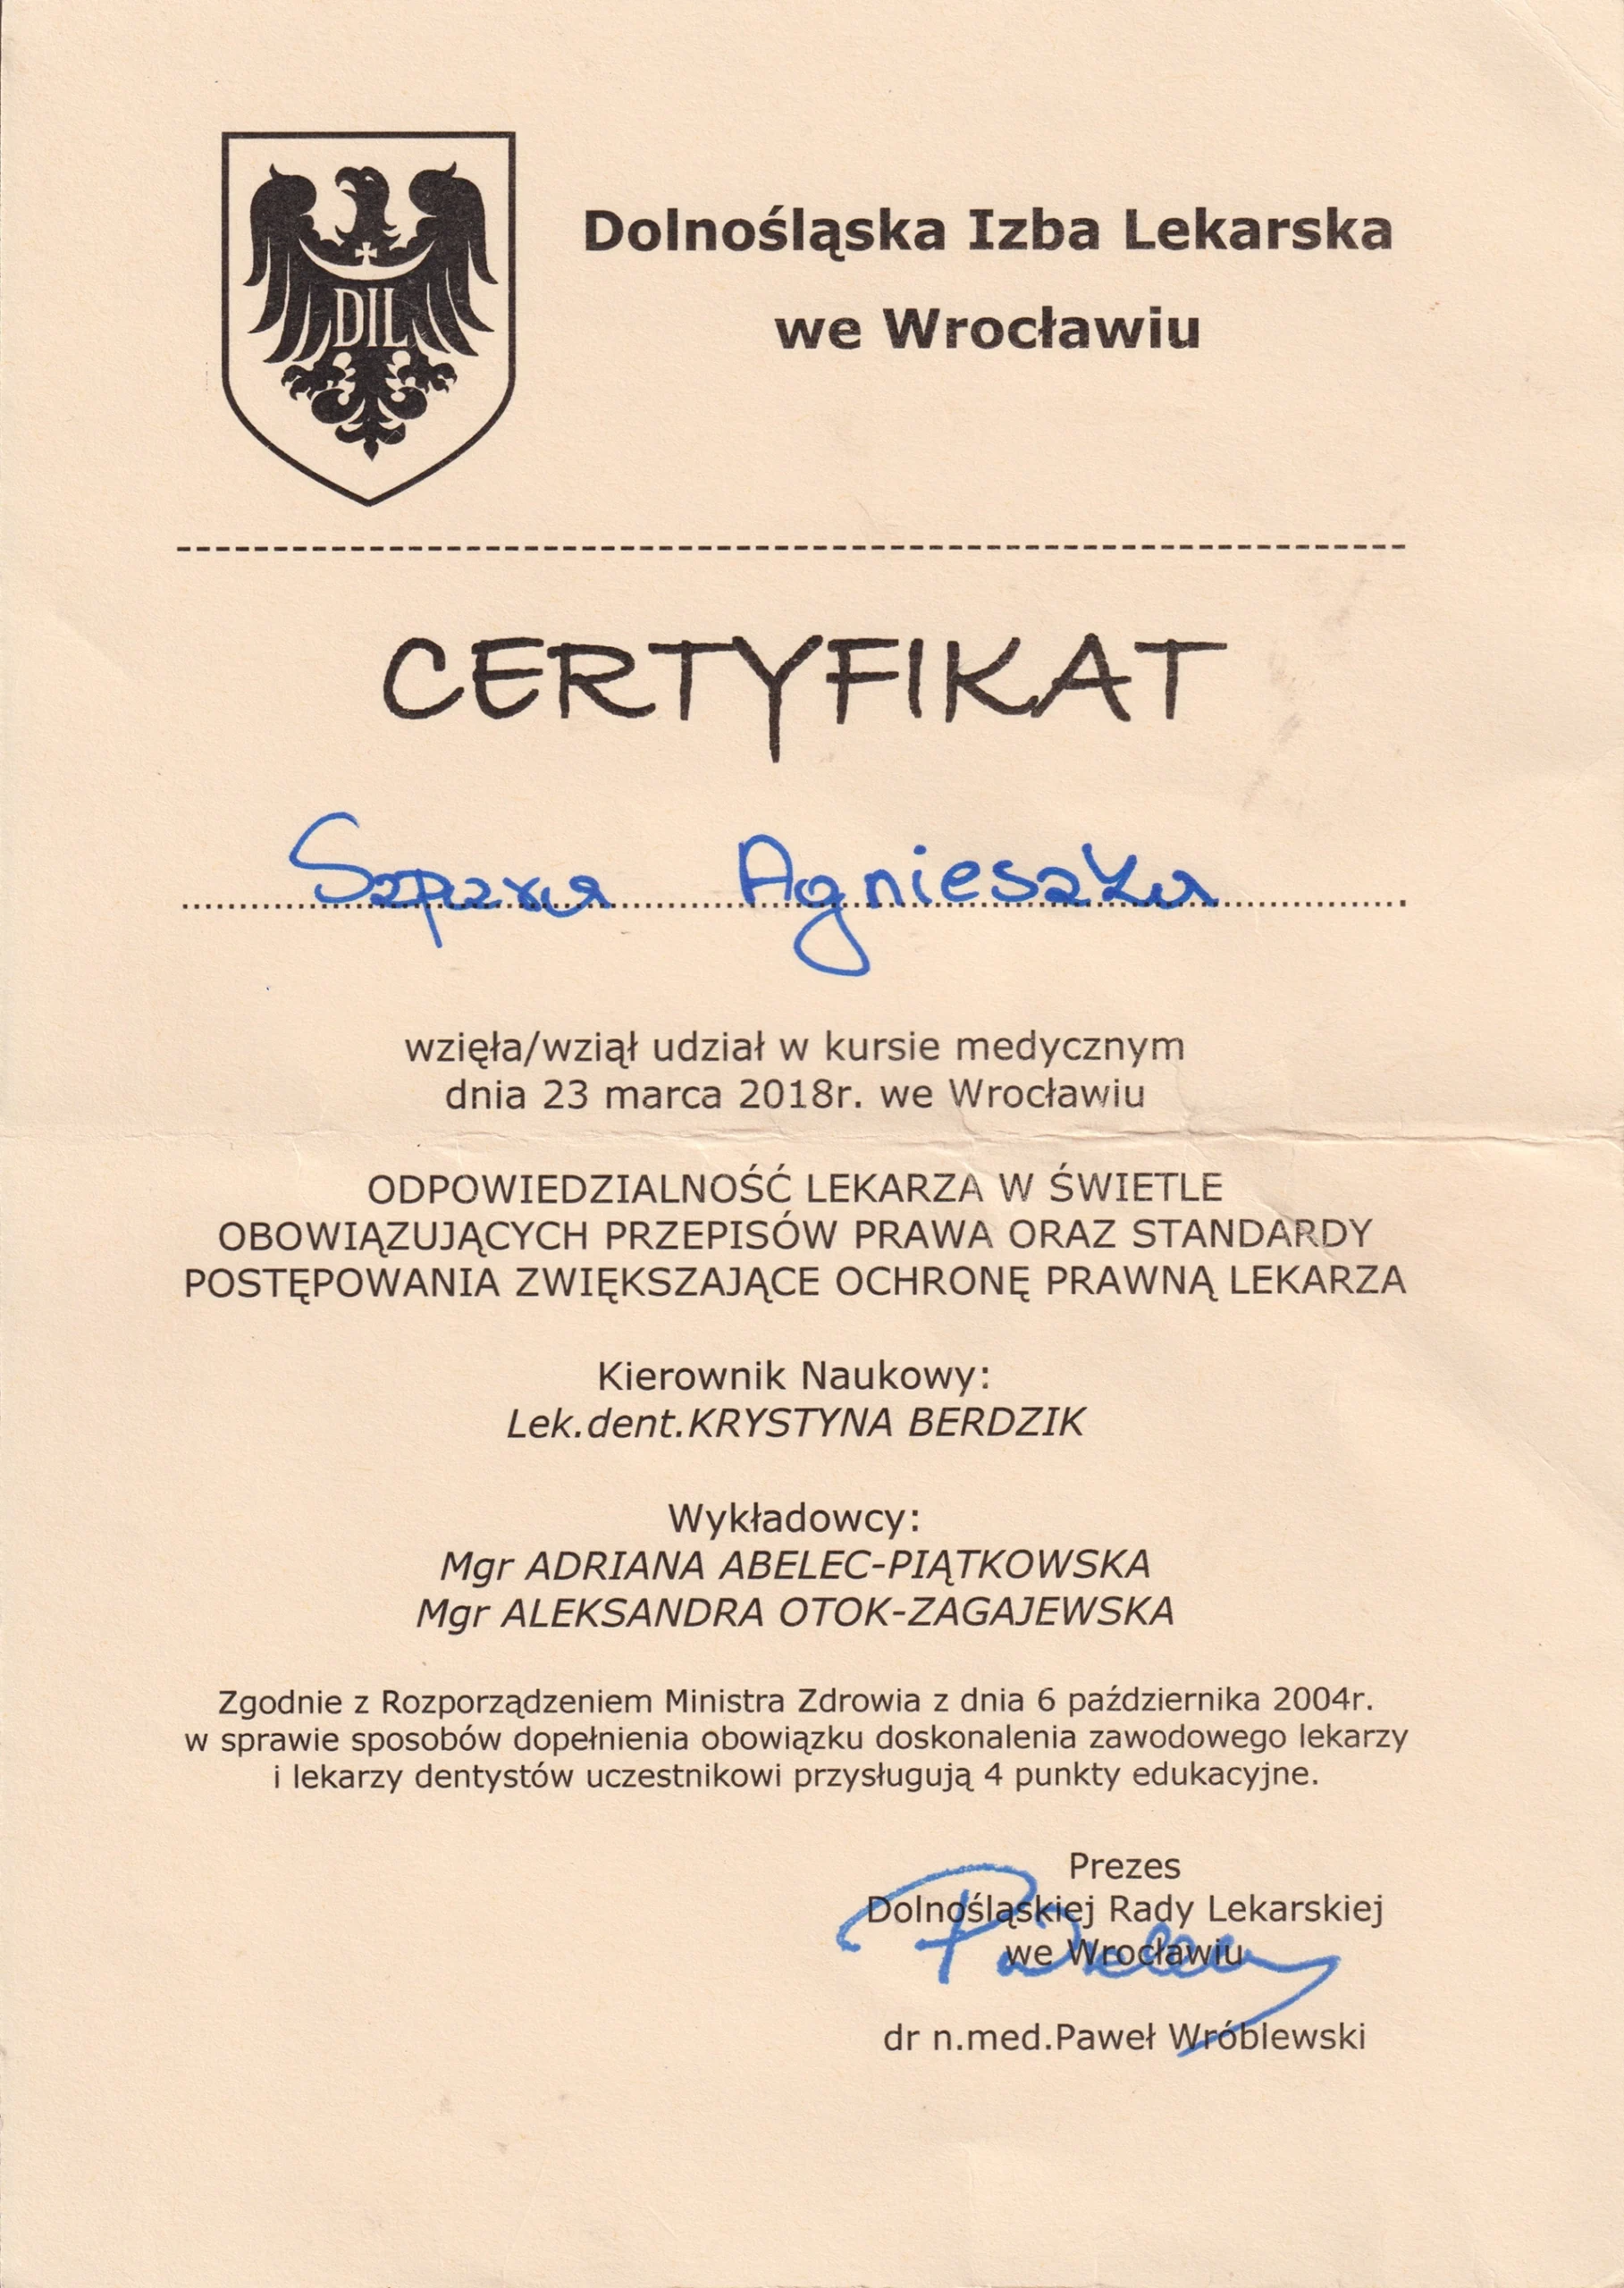 DIL
Dolnośląska Izba Lekarska
we Wrocławiu
CERTYFIKAT
Agnieszka
wzięła/wziął udział w kursie medycznym
dnia 23 marca 2018r. we Wrocławiu
ODPOWIEDZIALNOŚĆ LEKARZA W ŚWIETLE
OBOWIĄZUJĄCYCH PRZEPISÓW PRAWA ORAZ STANDARDY
POSTĘPOWANIA ZWIĘKSZAJĄCE OCHRONĘ PRAWNĄ LEKARZA
Kierownik Naukowy:
Lek.dent.KRYSTYNA BERDZIK
Wykładowcy:
Mgr ADRIANA ABELEC-PIĄTKOWSKA
Mgr ALEKSANDRA OTOK-ZAGAJEWSKA
Zgodnie z Rozporządzeniem Ministra Zdrowia z dnia 6 października 2004r.
w sprawie sposobów dopełnienia obowiązku doskonalenia zawodowego lekarzy
i lekarzy dentystów uczestnikowi przysługują 4 punkty edukacyjne.
Prezes
Dolnośląskiej Rady Lekarskiej
we Wrocławiu
dr n.med.Paweł Wróblewski